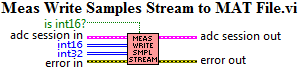 Meas Write Samples Stream to MAT File.vi
is int16?
adc session in
int16
int32
error in
MEAS
WRITE
SMPL
STREAM
adc session out
error out